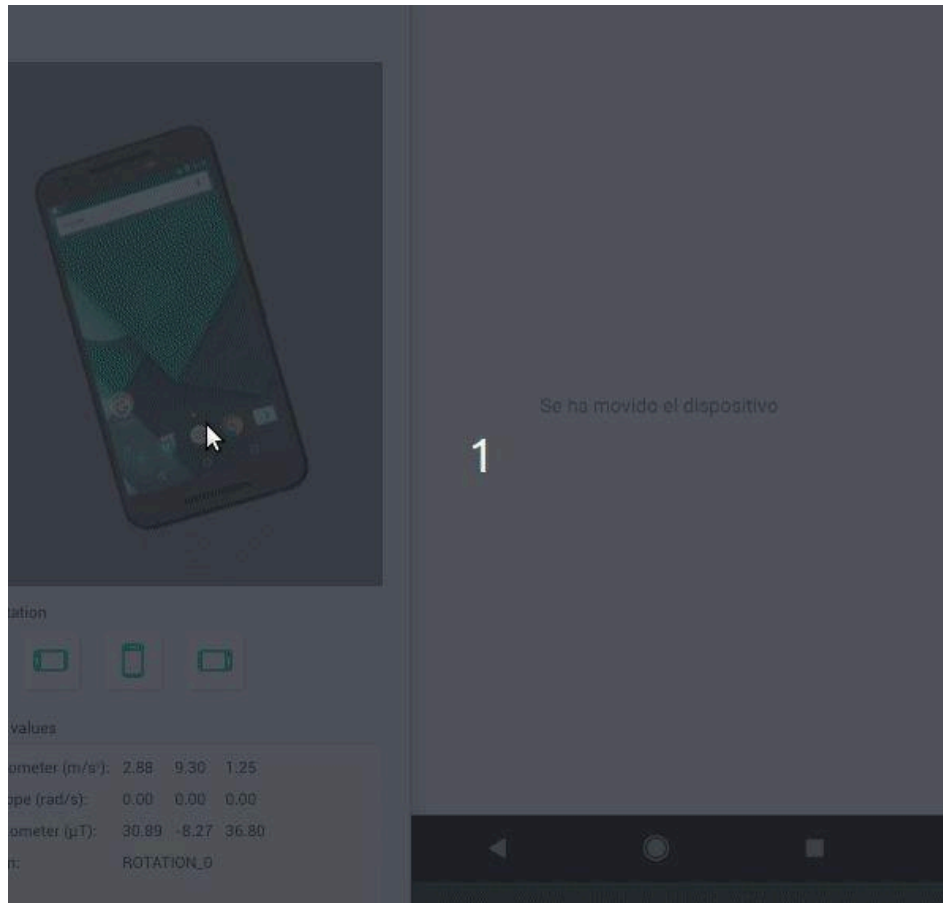 Se ha movido el dispositivo
1
tation
values
ometer (m/s²): 2.88 9.30 1.25
ope (rad/s): 0.00 0.00 0.00
ometer (μT): 30.89 -8.27 36.80
n: ROTATION_0